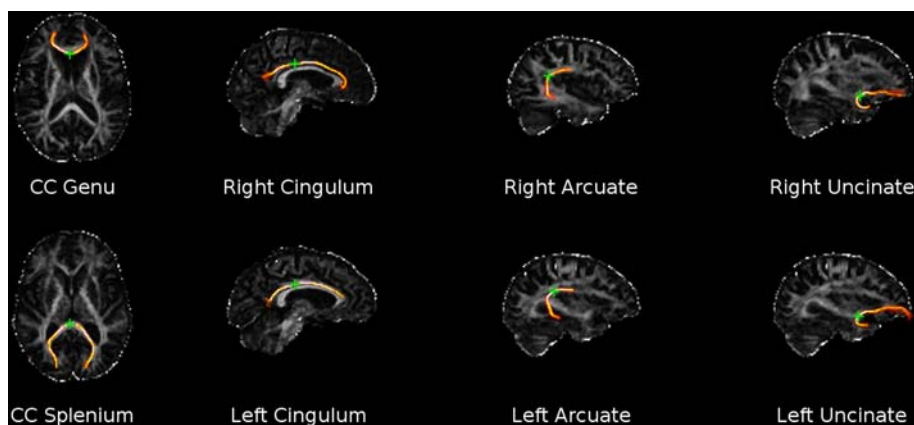 CC Genu
Right Cingulum
Right Arcuate
Right Uncinate
CC Splenium
Left Cingulum
Left Arcuate
Left Uncinate